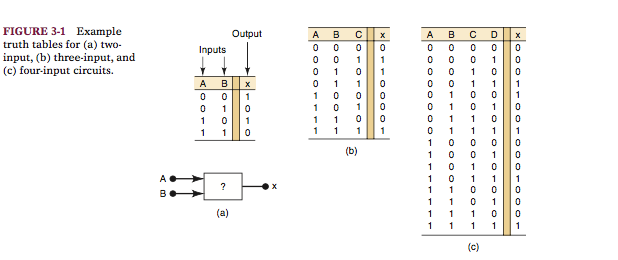 FIGURE 3-1 Example
truth tables for (a) two-
input, (b) three-input, and
(c) four-input circuits.
Output
Inputs
A B x
0 0 1
0 1 0
1 0 1
1 1 0
A
B
?
x
(a)
A B C x
0 0 0 0
0 0 1 1
0 1 0 1
0 1 1 0
1 0 0 0
1 0 1 0
1 1 0 0
1 1 1 1
(b)
A B C D x
0 0 0 0 0
0 0 0 1 0
0 0 1 0 0
0 0 1 1 1
0 1 0 0 1
0 1 0 1 0
0 1 1 0 0
0 1 1 1 1
1 0 0 0 0
1 0 0 1 0
1 0 1 0 0
1 0 1 1 1
1 1 0 0 0
1 1 0 1 0
1 1 1 0 0
1 1 1 1 1
(c)